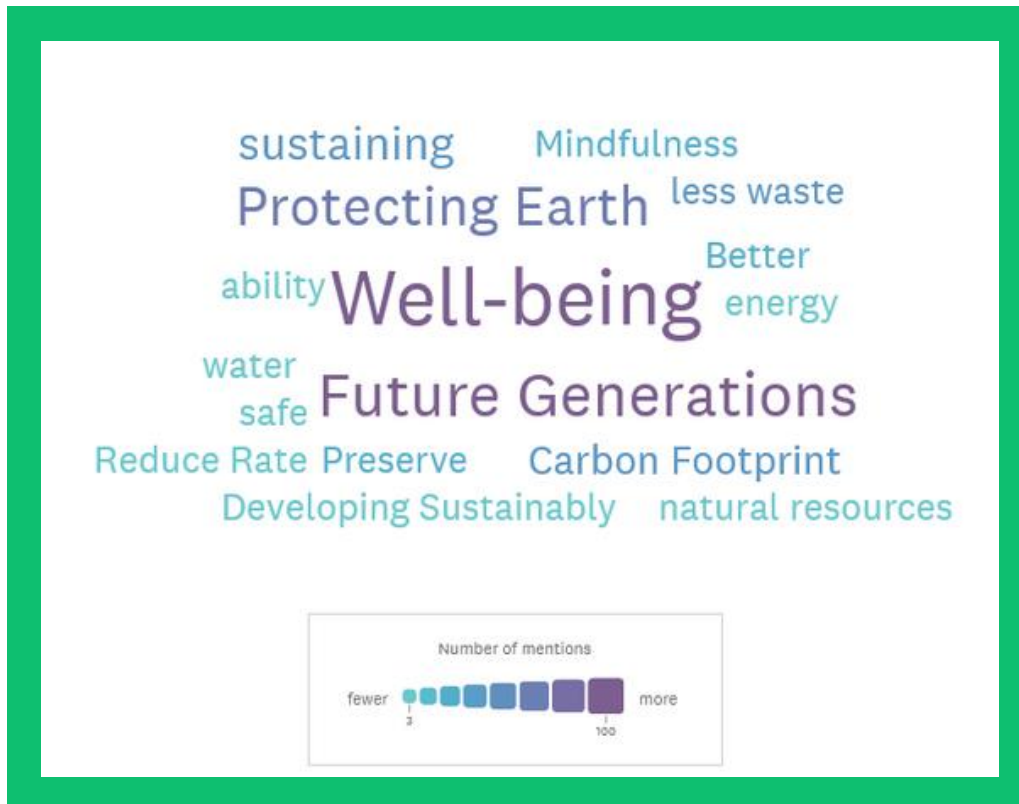 sustaining Mindfulness
Protecting Earth less waste
Better
ability Well-being energy
water
safe Future Generations
Reduce Rate Preserve Carbon Footprint
Developing Sustainably natural resources
Number of mentions
fewer more
3 100